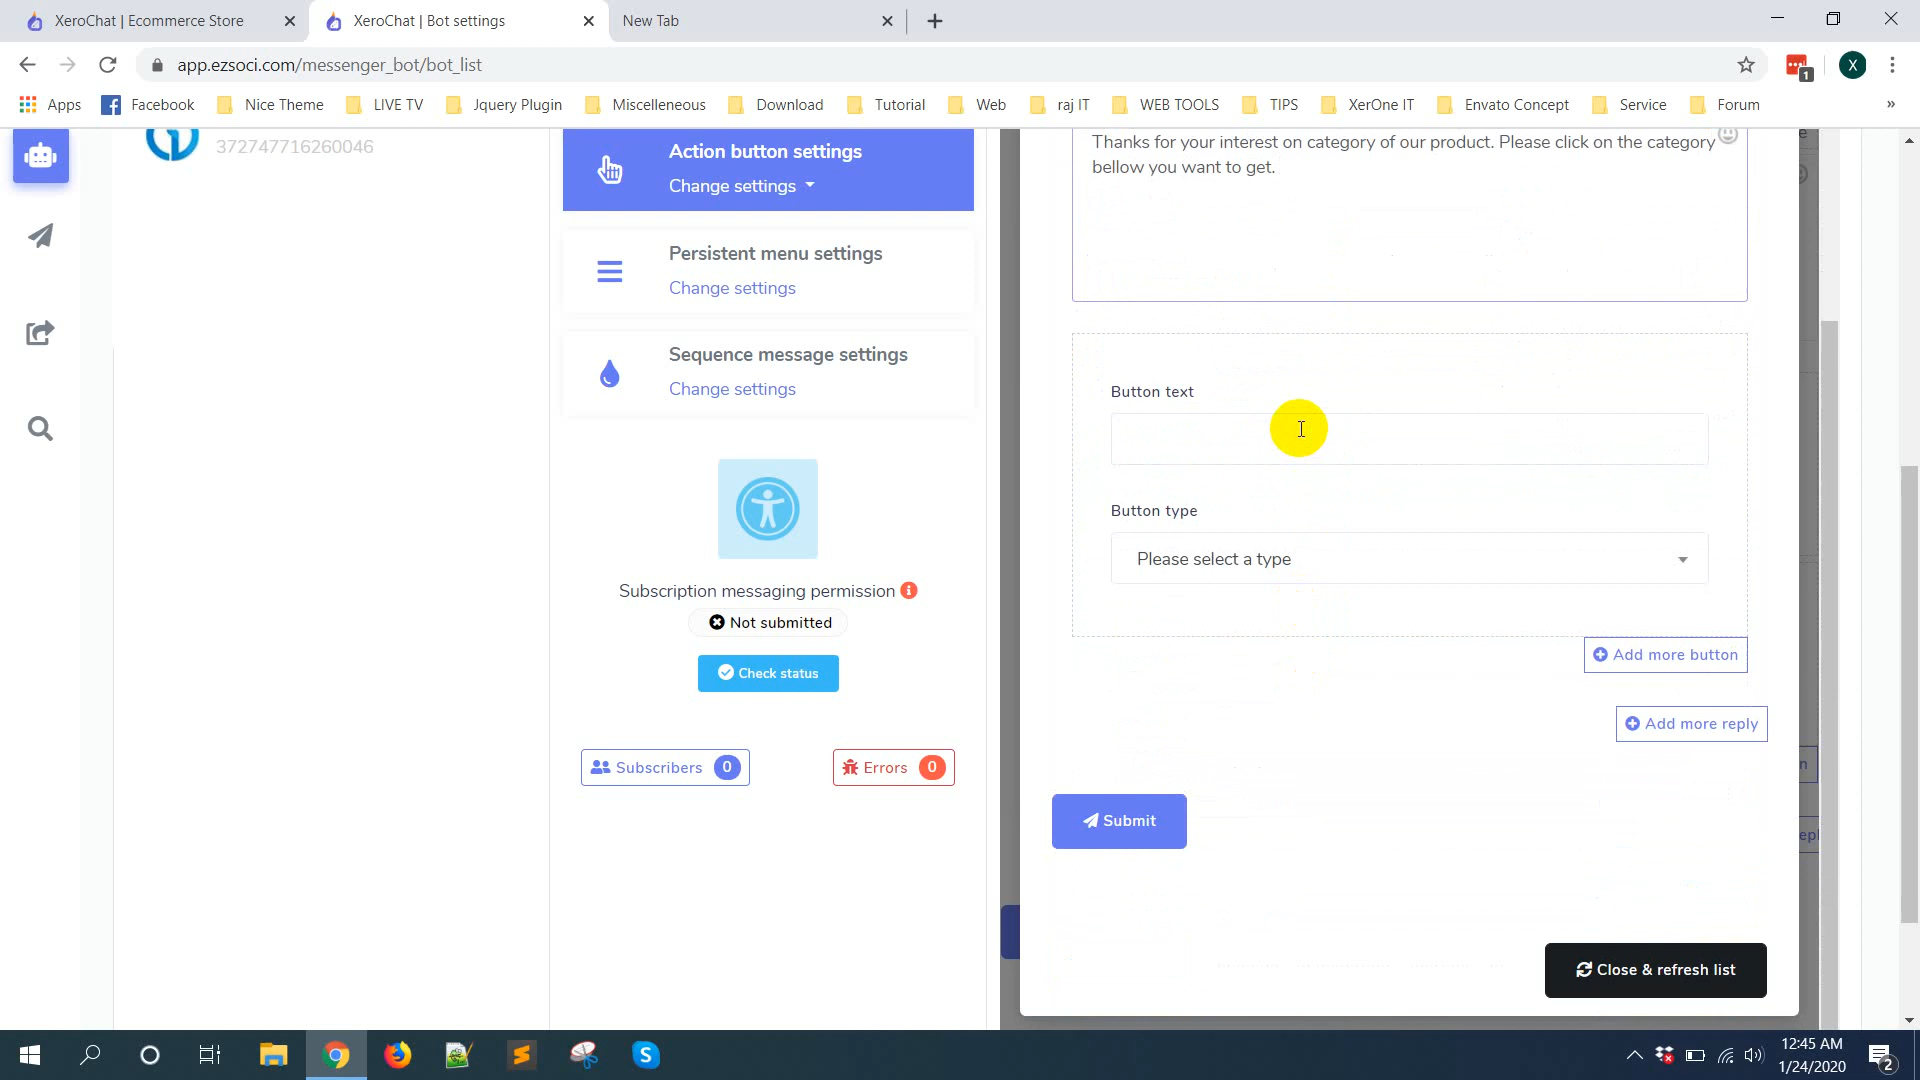 XeroChat | Ecommerce Store
XeroChat | Bot settings
New Tab
app.ezsoci.com/messenger_bot/bot_list
1
X
Apps
Facebook
Nice Theme
LIVE TV
Jquery Plugin
Miscelleneous
Download
Tutorial
Web
raj IT
WEB TOOLS
TIPS
XerOne IT
Envato Concept
Service
Forum
»
372747716260046
Action button settings
Change settings
Persistent menu settings
Change settings
Sequence message settings
Change settings
Subscription messaging permission
Not submitted
Check status
Subscribers 0
Errors 0
Thanks for your interest on category of our product. Please click on the category
bellow you want to get.
Button text
Button type
Please select a type
Add more button
Add more reply
Submit
Close & refresh list
12:45 AM
1/24/2020
2